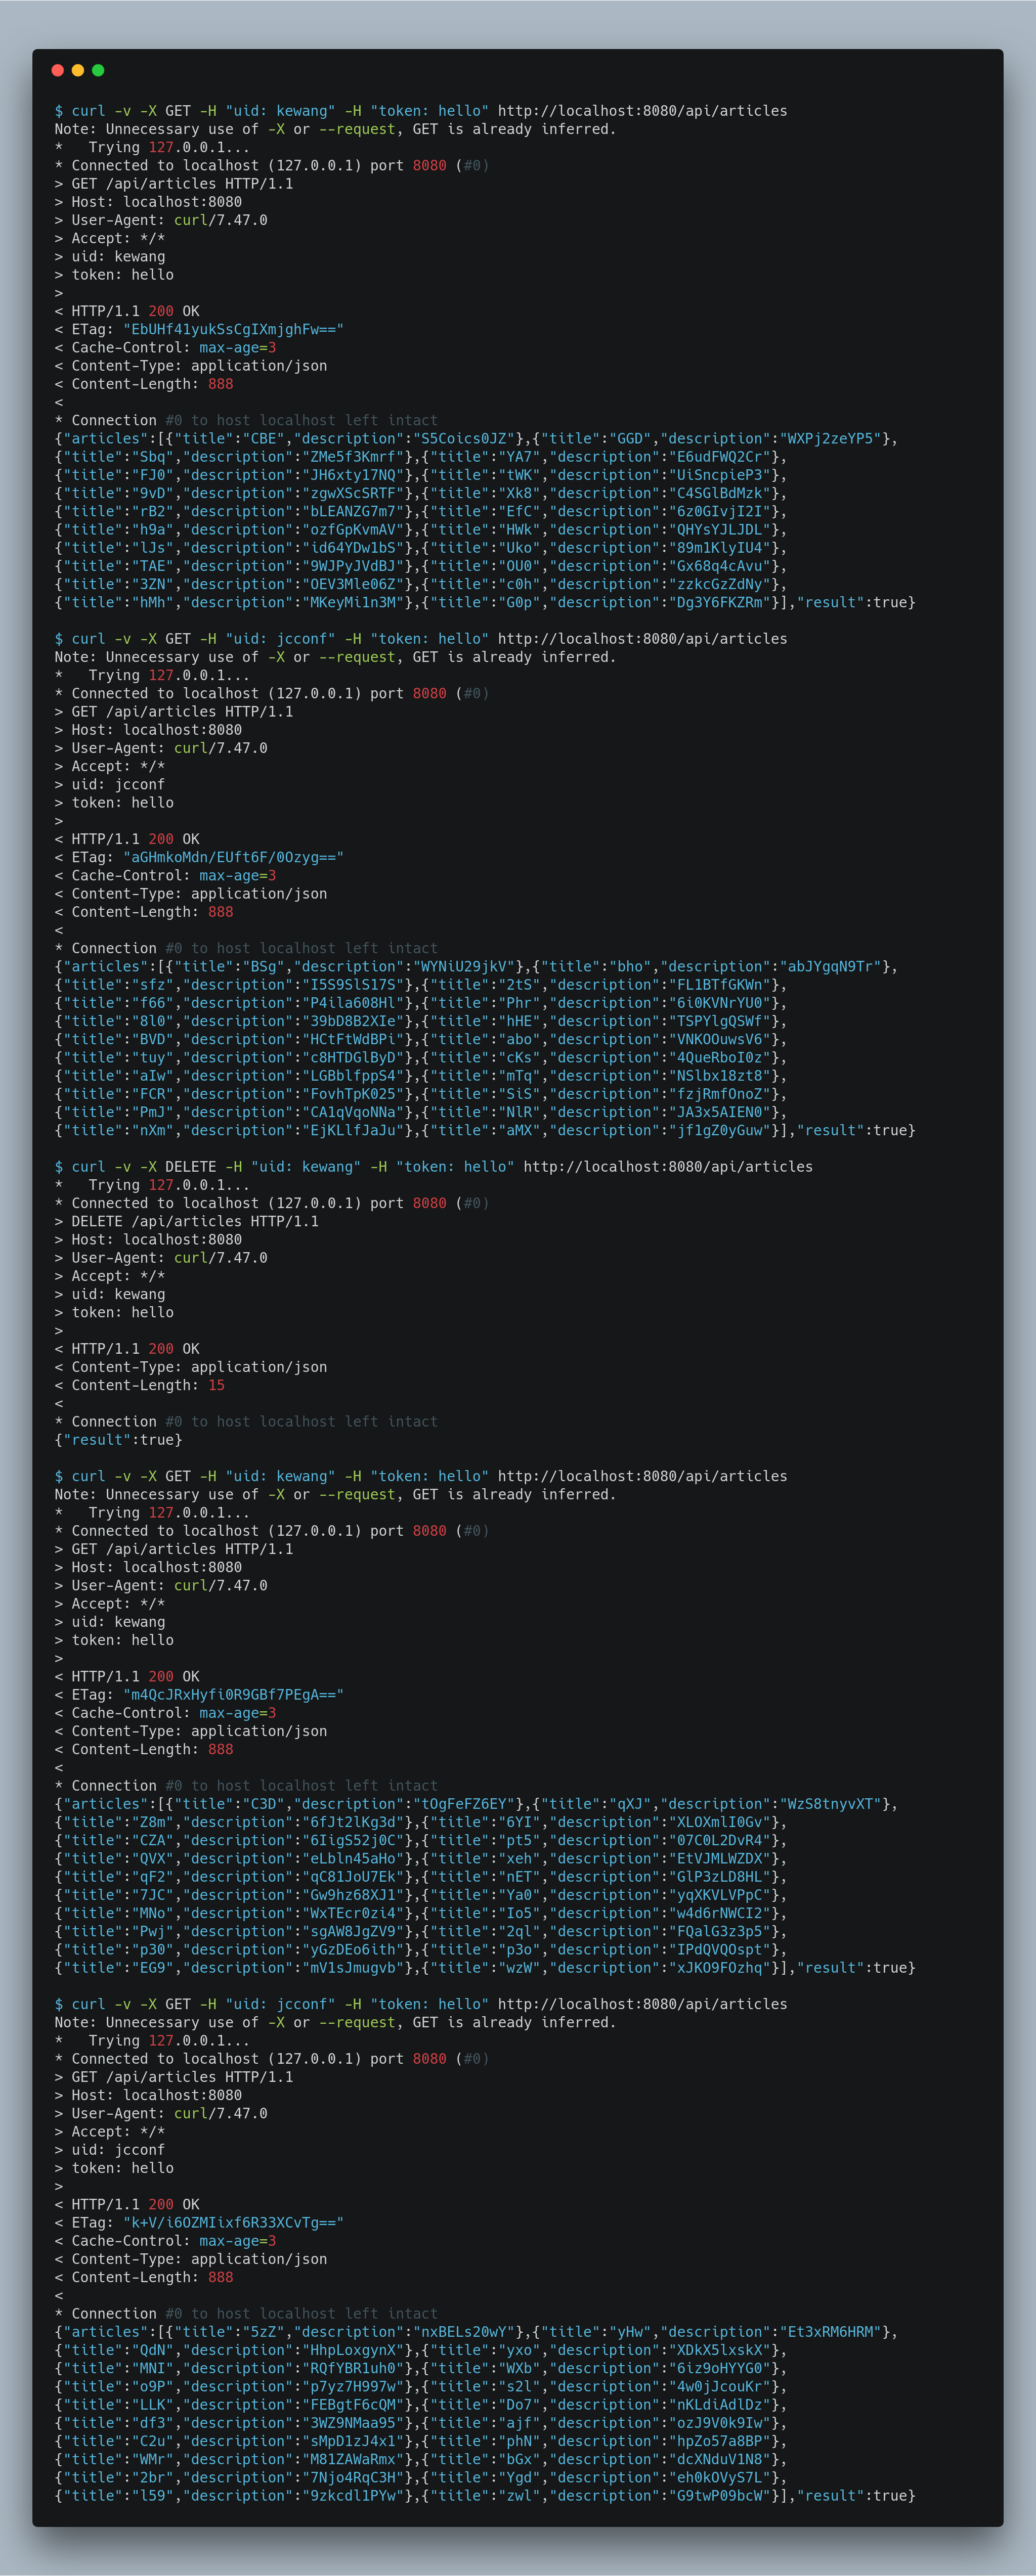 $ curl -v -X GET -H "uid: kewang" -H "token: hello" http://localhost:8080/api/articles
Note: Unnecessary use of -X or --request, GET is already inferred.
*   Trying 127.0.0.1...
* Connected to localhost (127.0.0.1) port 8080 (#0)
> GET /api/articles HTTP/1.1
> Host: localhost:8080
> User-Agent: curl/7.47.0
> Accept: */*
> uid: kewang
> token: hello
>
< HTTP/1.1 200 OK
< ETag: "EbUHf41yukSsCgIXmjghFw=="
< Cache-Control: max-age=3
< Content-Type: application/json
< Content-Length: 888
<
* Connection #0 to host localhost left intact
{"articles":[{"title":"CBE","description":"S5Coics0JZ"},{"title":"GGD","description":"WXPj2zeYP5"},
{"title":"Sbq","description":"ZMe5f3Kmrf"},{"title":"YA7","description":"E6udFWQ2Cr"},
{"title":"FJ0","description":"JH6xty17NQ"},{"title":"tWK","description":"UiSncpieP3"},
{"title":"9vD","description":"zgwXScSRTF"},{"title":"Xk8","description":"C4SGlBdMzk"},
{"title":"rB2","description":"bLEANZG7m7"},{"title":"EfC","description":"6z0GIvjI2I"},
{"title":"h9a","description":"ozfGpKvmAV"},{"title":"HWk","description":"QHYsYJLJDL"},
{"title":"lJs","description":"id64YDw1bS"},{"title":"Uko","description":"89m1KlyIU4"},
{"title":"TAE","description":"9WJPyJVdBJ"},{"title":"OU0","description":"Gx68q4cAvu"},
{"title":"3ZN","description":"OEV3Mle06Z"},{"title":"c0h","description":"zzkcGzZdNy"},
{"title":"hMh","description":"MKeyMi1n3M"},{"title":"G0p","description":"Dg3Y6FKZRm"}],"result":true}
$ curl -v -X GET -H "uid: jcconf" -H "token: hello" http://localhost:8080/api/articles
Note: Unnecessary use of -X or --request, GET is already inferred.
*   Trying 127.0.0.1...
* Connected to localhost (127.0.0.1) port 8080 (#0)
> GET /api/articles HTTP/1.1
> Host: localhost:8080
> User-Agent: curl/7.47.0
> Accept: */*
> uid: jcconf
> token: hello
>
< HTTP/1.1 200 OK
< ETag: "aGHmkoMdn/EUft6F/0Ozyg=="
< Cache-Control: max-age=3
< Content-Type: application/json
< Content-Length: 888
<
* Connection #0 to host localhost left intact
{"articles":[{"title":"BSg","description":"WYNiU29jkV"},{"title":"bho","description":"abJYgqN9Tr"},
{"title":"sfz","description":"I5S9SlS17S"},{"title":"2tS","description":"FL1BTfGKWn"},
{"title":"f66","description":"P4ila608Hl"},{"title":"Phr","description":"6i0KVNrYU0"},
{"title":"8l0","description":"39bD8B2XIe"},{"title":"hHE","description":"TSPYlgQSWf"},
{"title":"BVD","description":"HCtFtWdBPi"},{"title":"abo","description":"VNKOOuwsV6"},
{"title":"tuy","description":"c8HTDGlByD"},{"title":"cKs","description":"4QueRboI0z"},
{"title":"aIw","description":"LGBblfppS4"},{"title":"mTq","description":"NSlbx18zt8"},
{"title":"FCR","description":"FovhTpK025"},{"title":"SiS","description":"fzjRmfOnoZ"},
{"title":"PmJ","description":"CA1qVqoNNa"},{"title":"NlR","description":"JA3x5AIEN0"},
{"title":"nXm","description":"EjKLlfJaJu"},{"title":"aMX","description":"jf1gZ0yGuw"}],"result":true}
$ curl -v -X DELETE -H "uid: kewang" -H "token: hello" http://localhost:8080/api/articles
*   Trying 127.0.0.1...
* Connected to localhost (127.0.0.1) port 8080 (#0)
> DELETE /api/articles HTTP/1.1
> Host: localhost:8080
> User-Agent: curl/7.47.0
> Accept: */*
> uid: kewang
> token: hello
>
< HTTP/1.1 200 OK
< Content-Type: application/json
< Content-Length: 15
<
* Connection #0 to host localhost left intact
{"result":true}
$ curl -v -X GET -H "uid: kewang" -H "token: hello" http://localhost:8080/api/articles
Note: Unnecessary use of -X or --request, GET is already inferred.
*   Trying 127.0.0.1...
* Connected to localhost (127.0.0.1) port 8080 (#0)
> GET /api/articles HTTP/1.1
> Host: localhost:8080
> User-Agent: curl/7.47.0
> Accept: */*
> uid: kewang
> token: hello
>
< HTTP/1.1 200 OK
< ETag: "m4QcJRxHyfi0R9GBf7PEgA=="
< Cache-Control: max-age=3
< Content-Type: application/json
< Content-Length: 888
<
* Connection #0 to host localhost left intact
{"articles":[{"title":"C3D","description":"tOgFeFZ6EY"},{"title":"qXJ","description":"WzS8tnyvXT"},
{"title":"Z8m","description":"6fJt2lKg3d"},{"title":"6YI","description":"XLOXmlI0Gv"},
{"title":"CZA","description":"6IigS52j0C"},{"title":"pt5","description":"07C0L2DvR4"},
{"title":"QVX","description":"eLbln45aHo"},{"title":"xeh","description":"EtVJMLWZDX"},
{"title":"qF2","description":"qC81JoU7Ek"},{"title":"nET","description":"GlP3zLD8HL"},
{"title":"7JC","description":"Gw9hz68XJ1"},{"title":"Ya0","description":"yqXKVLVPpC"},
{"title":"MNo","description":"WxTEcr0zi4"},{"title":"Io5","description":"w4d6rNWCI2"},
{"title":"Pwj","description":"sgAW8JgZV9"},{"title":"2ql","description":"FQalG3z3p5"},
{"title":"p30","description":"yGzDEo6ith"},{"title":"p3o","description":"IPdQVQOspt"},
{"title":"EG9","description":"mV1sJmugvb"},{"title":"wzW","description":"xJKO9FOzhq"}],"result":true}
$ curl -v -X GET -H "uid: jcconf" -H "token: hello" http://localhost:8080/api/articles
Note: Unnecessary use of -X or --request, GET is already inferred.
*   Trying 127.0.0.1...
* Connected to localhost (127.0.0.1) port 8080 (#0)
> GET /api/articles HTTP/1.1
> Host: localhost:8080
> User-Agent: curl/7.47.0
> Accept: */*
> uid: jcconf
> token: hello
>
< HTTP/1.1 200 OK
< ETag: "k+V/i6OZMIixf6R33XCvTg=="
< Cache-Control: max-age=3
< Content-Type: application/json
< Content-Length: 888
<
* Connection #0 to host localhost left intact
{"articles":[{"title":"5zZ","description":"nxBELs20wY"},{"title":"yHw","description":"Et3xRM6HRM"},
{"title":"QdN","description":"HhpLoxgynX"},{"title":"yxo","description":"XDkX5lxskX"},
{"title":"MNI","description":"RQfYBR1uh0"},{"title":"WXb","description":"6iz9oHYYG0"},
{"title":"o9P","description":"p7yz7H997w"},{"title":"s2l","description":"4w0jJcouKr"},
{"title":"LLK","description":"FEBgtF6cQM"},{"title":"Do7","description":"nKLdiAdlDz"},
{"title":"df3","description":"3WZ9NMaa95"},{"title":"ajf","description":"ozJ9V0k9Iw"},
{"title":"C2u","description":"sMpD1zJ4x1"},{"title":"phN","description":"hpZo57a8BP"},
{"title":"WMr","description":"M81ZAWaRmx"},{"title":"bGx","description":"dcXNduV1N8"},
{"title":"2br","description":"7Njo4RqC3H"},{"title":"Ygd","description":"eh0kOVyS7L"},
{"title":"l59","description":"9zkcdl1PYw"},{"title":"zwl","description":"G9twP09bcW"}],"result":true}